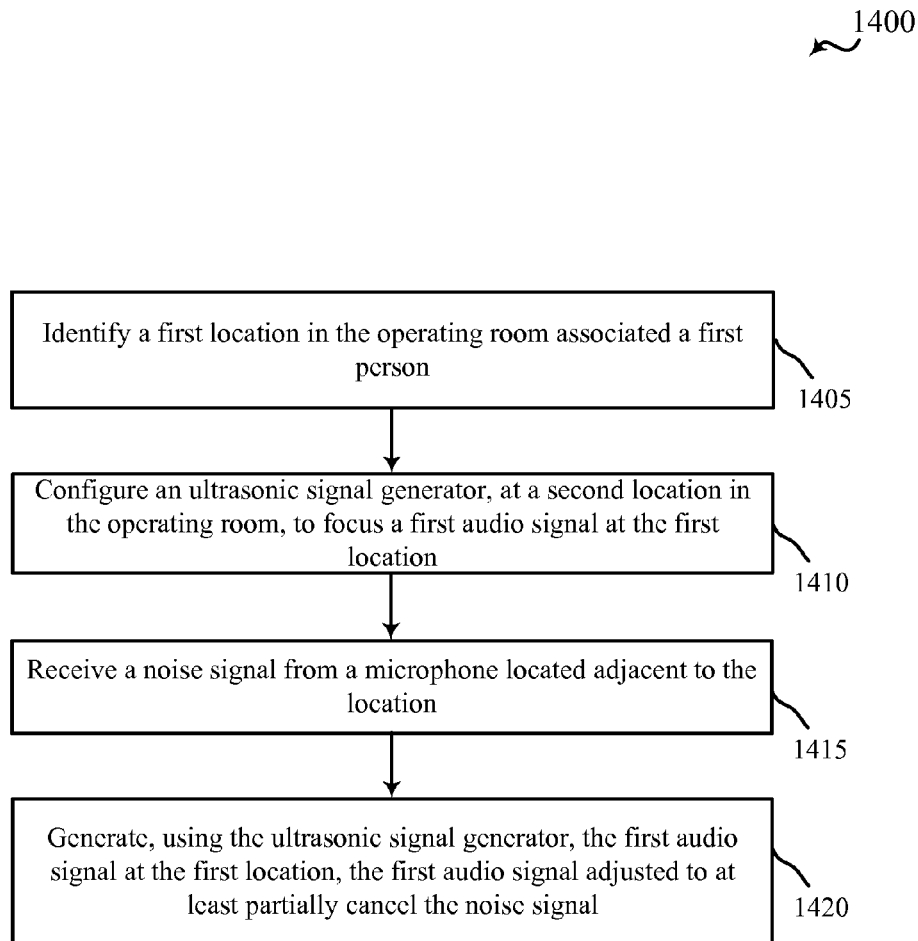 1400
Identify a first location in the operating room associated a first
person
1405
Configure an ultrasonic signal generator, at a second location in
the operating room, to focus a first audio signal at the first
location
1410
Receive a noise signal from a microphone located adjacent to the
location
1415
Generate, using the ultrasonic signal generator, the first audio
signal at the first location, the first audio signal adjusted to at
least partially cancel the noise signal
1420